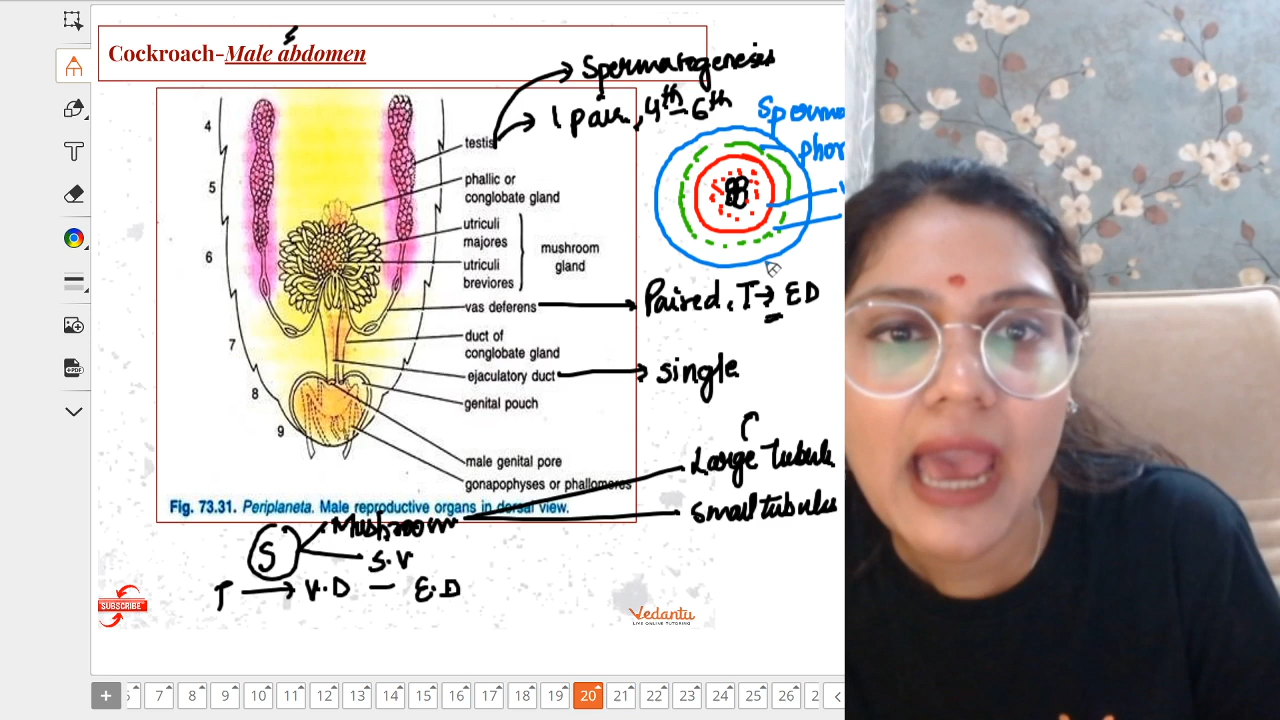 Cockroach-Male abdomen
Spermatogenesis
1 pair, 4th-6th
4
5
6
7
8
9
testis
phallic or
conglobate gland
utriculi
majores
utriculi
breviores
mushroom
gland
vas deferens
duct of
conglobate gland
ejaculatory duct
genital pouch
male genital pore
gonapophyses or phallomeres
Fig. 73.31. Periplaneta. Male reproductive organs in dorsal view.
Sperma
phor
Paired, T→ED
single
Large Tubule
small tubules
S
Mushroom
S.V
T → V.D — E.D
SUBSCRIBE
Vedantu
LIVE ONLINE TUTORING
7 8 9 10 11 12 13 14 15 16 17 18 19 20 21 22 23 24 25 26 2
T
+PDF